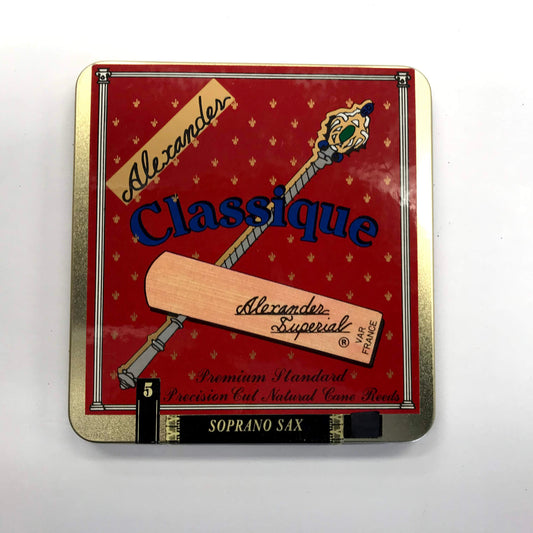 Alexander
Classique
Alexander
Superial
®
VAR
FRANCE
Premium Standard
Precision Cut Natural Cane Reeds
5
SOPRANO SAX